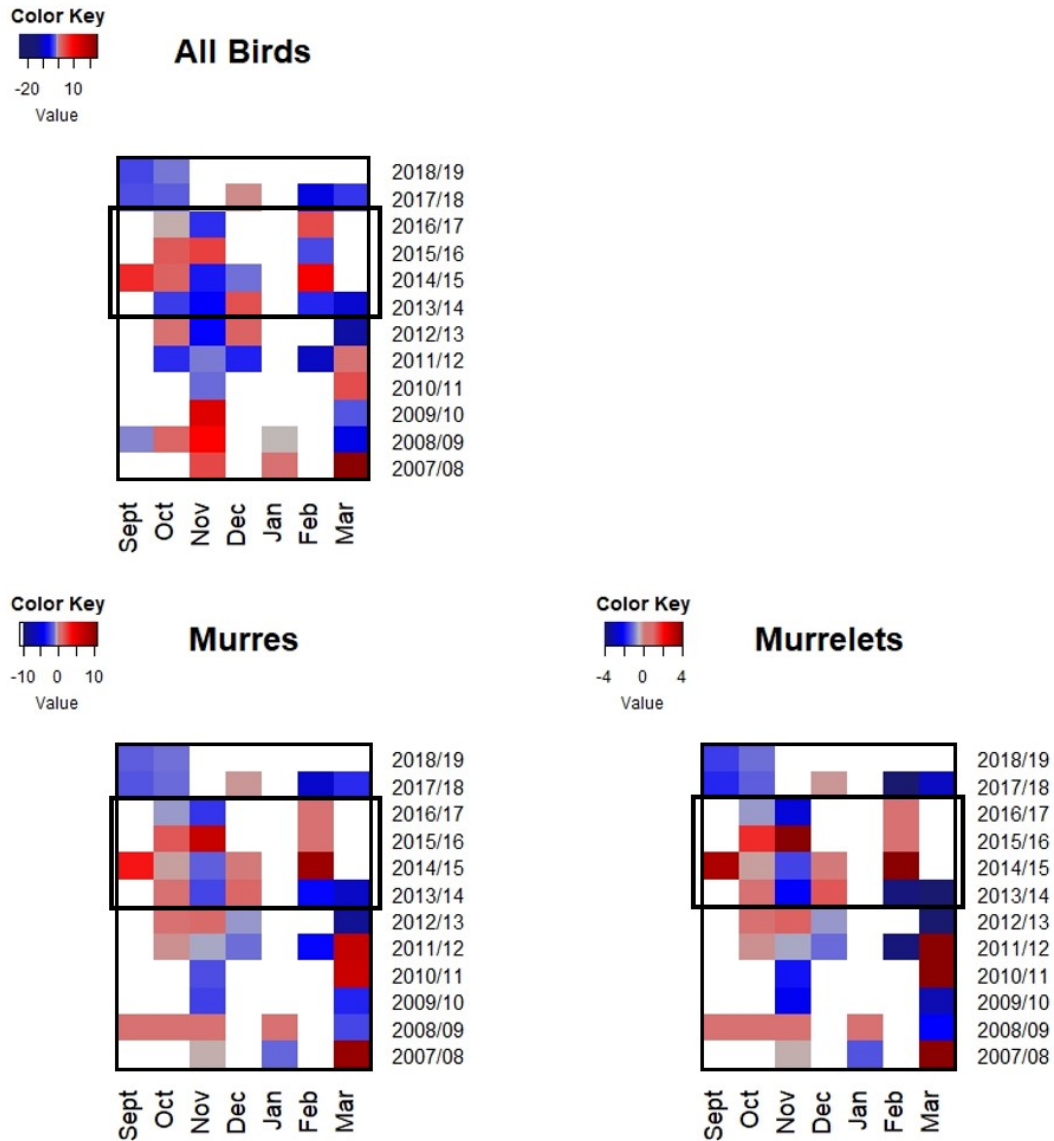 Color Key
-20 10
Value
All Birds
2018/19
2017/18
2016/17
2015/16
2014/15
2013/14
2012/13
2011/12
2010/11
2009/10
2008/09
2007/08
Sept Oct Nov Dec Jan Feb Mar
Color Key
-10 0 10
Value
Murres
2018/19
2017/18
2016/17
2015/16
2014/15
2013/14
2012/13
2011/12
2010/11
2009/10
2008/09
2007/08
Sept Oct Nov Dec Jan Feb Mar
Color Key
-4 0 4
Value
Murrelets
2018/19
2017/18
2016/17
2015/16
2014/15
2013/14
2012/13
2011/12
2010/11
2009/10
2008/09
2007/08
Sept Oct Nov Dec Jan Feb Mar